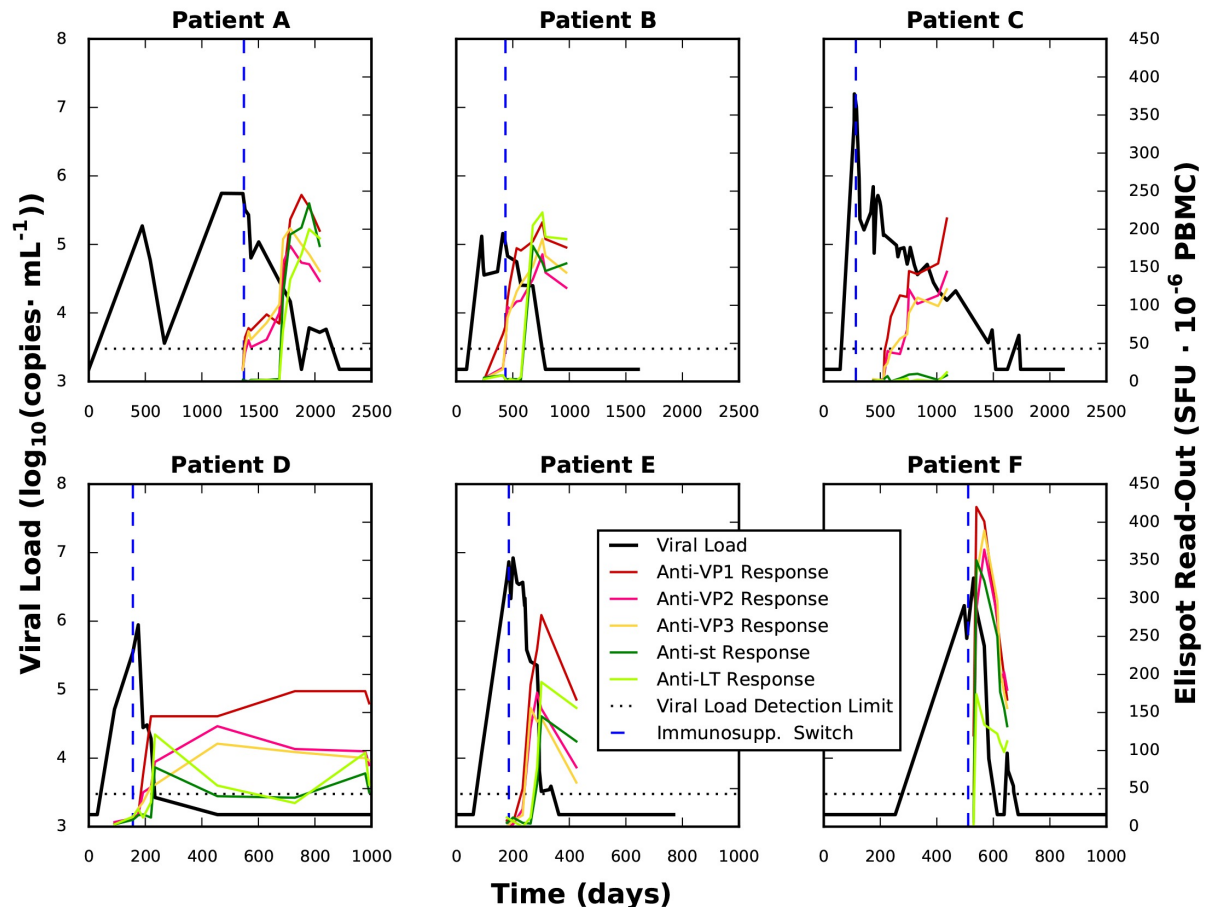 Patient A
Patient B
Patient C
8
7
6
5
4
3
450
400
350
300
250
200
150
100
50
0
0 500 1000 1500 2000 2500
0 500 1000 1500 2000 2500
0 500 1000 1500 2000 2500
Patient D
Patient E
Patient F
8
7
6
5
4
3
450
400
350
300
250
200
150
100
50
0
0 200 400 600 800 1000
0 200 400 600 800 1000
0 200 400 600 800 1000
Viral Load
Anti-VP1 Response
Anti-VP2 Response
Anti-VP3 Response
Anti-st Response
Anti-LT Response
Viral Load Detection Limit
Immunosupp. Switch
Viral Load (log₁₀(copies· mL⁻¹))
Elispot Read-Out (SFU · 10⁻⁶ PBMC)
Time (days)